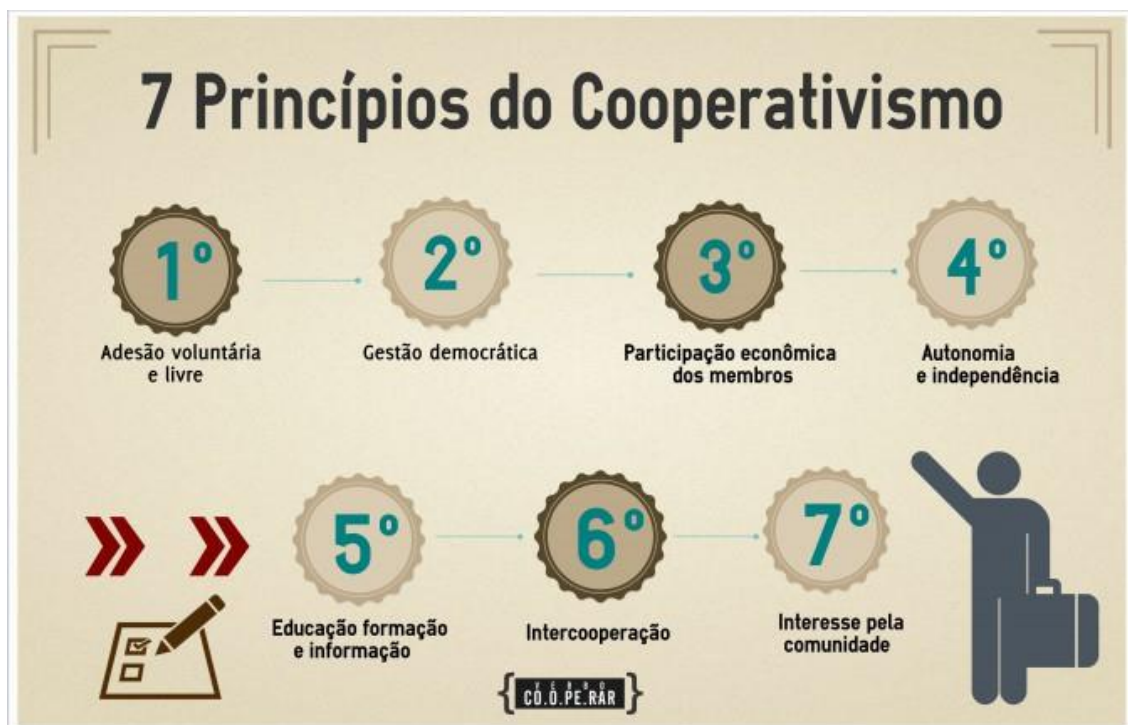 7 Princípios do Cooperativismo
1º
2º
3º
4º
Adesão voluntária
e livre
Gestão democrática
Participação econômica
dos membros
Autonomia
e independência
5º
6º
7º
Educação formação
e informação
Intercooperação
Interesse pela
comunidade
VERBO
CO.O.PE.RAR